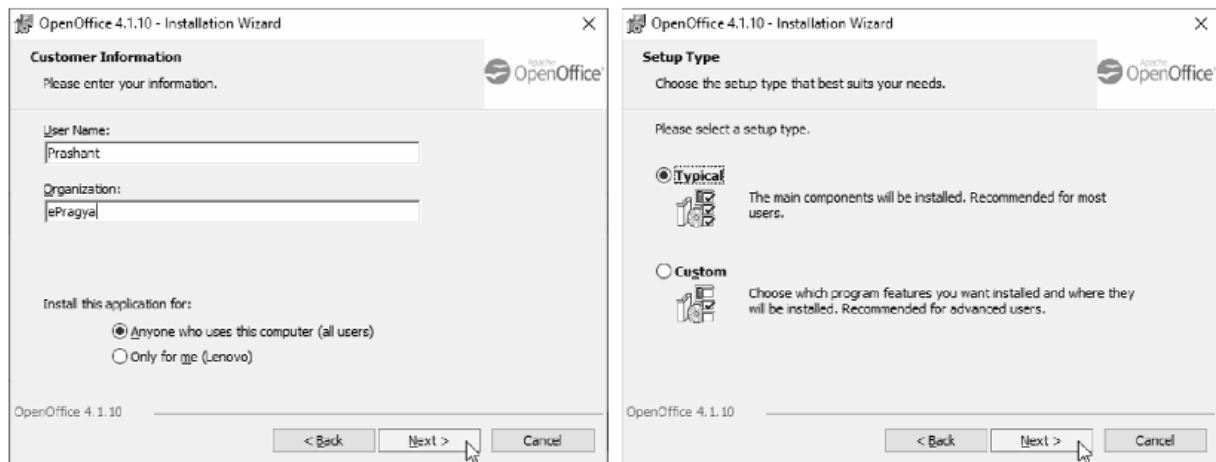 OpenOffice 4.1.10 - Installation Wizard
Customer Information
Please enter your information.
Apache
OpenOffice
User Name:
Prashant
Organization:
ePragya
Install this application for:
Anyone who uses this computer (all users)
Only for me (Lenovo)
OpenOffice 4.1.10
< Back
Next >
Cancel
OpenOffice 4.1.10 - Installation Wizard
Setup Type
Choose the setup type that best suits your needs.
Apache
OpenOffice
Please select a setup type.
Typical
The main components will be installed. Recommended for most
users.
Custom
Choose which program features you want installed and where they
will be installed. Recommended for advanced users.
OpenOffice 4.1.10
< Back
Next >
Cancel